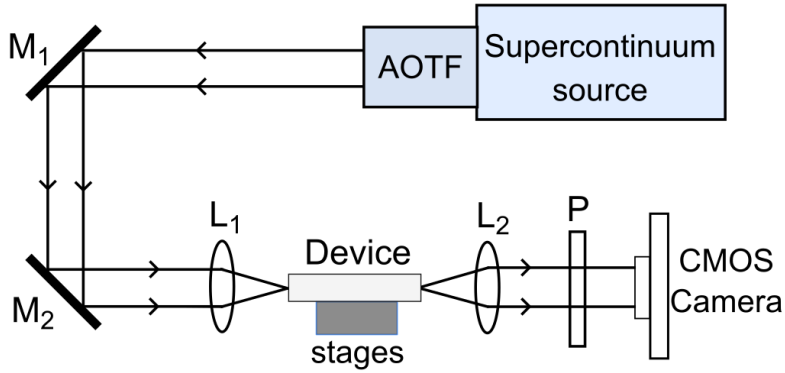 M₁
AOTF
Supercontinuum
source
M₂
L₁
Device
stages
L₂
P
CMOS
Camera